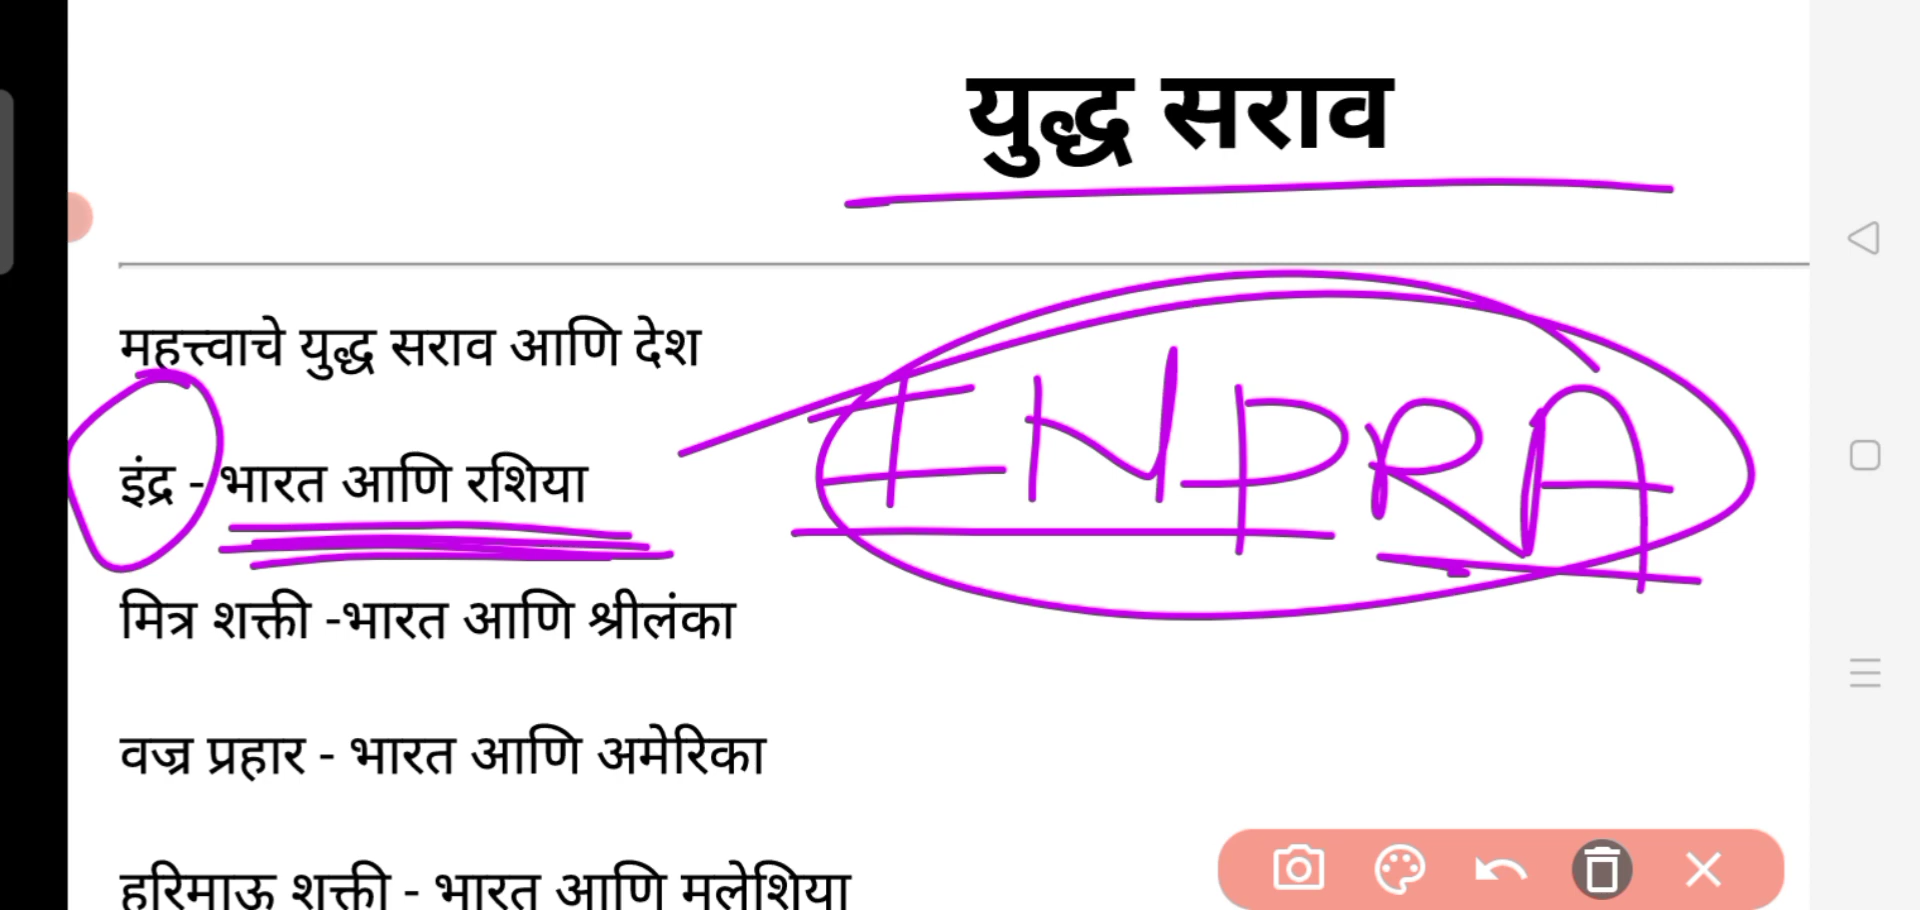 युद्ध सराव
महत्त्वाचे युद्ध सराव आणि देश
इंद्र - भारत आणि रशिया
INDRA
मित्र शक्ती -भारत आणि श्रीलंका
वज्र प्रहार - भारत आणि अमेरिका
हरिमाऊ शक्ती - भारत आणि मलेशिया